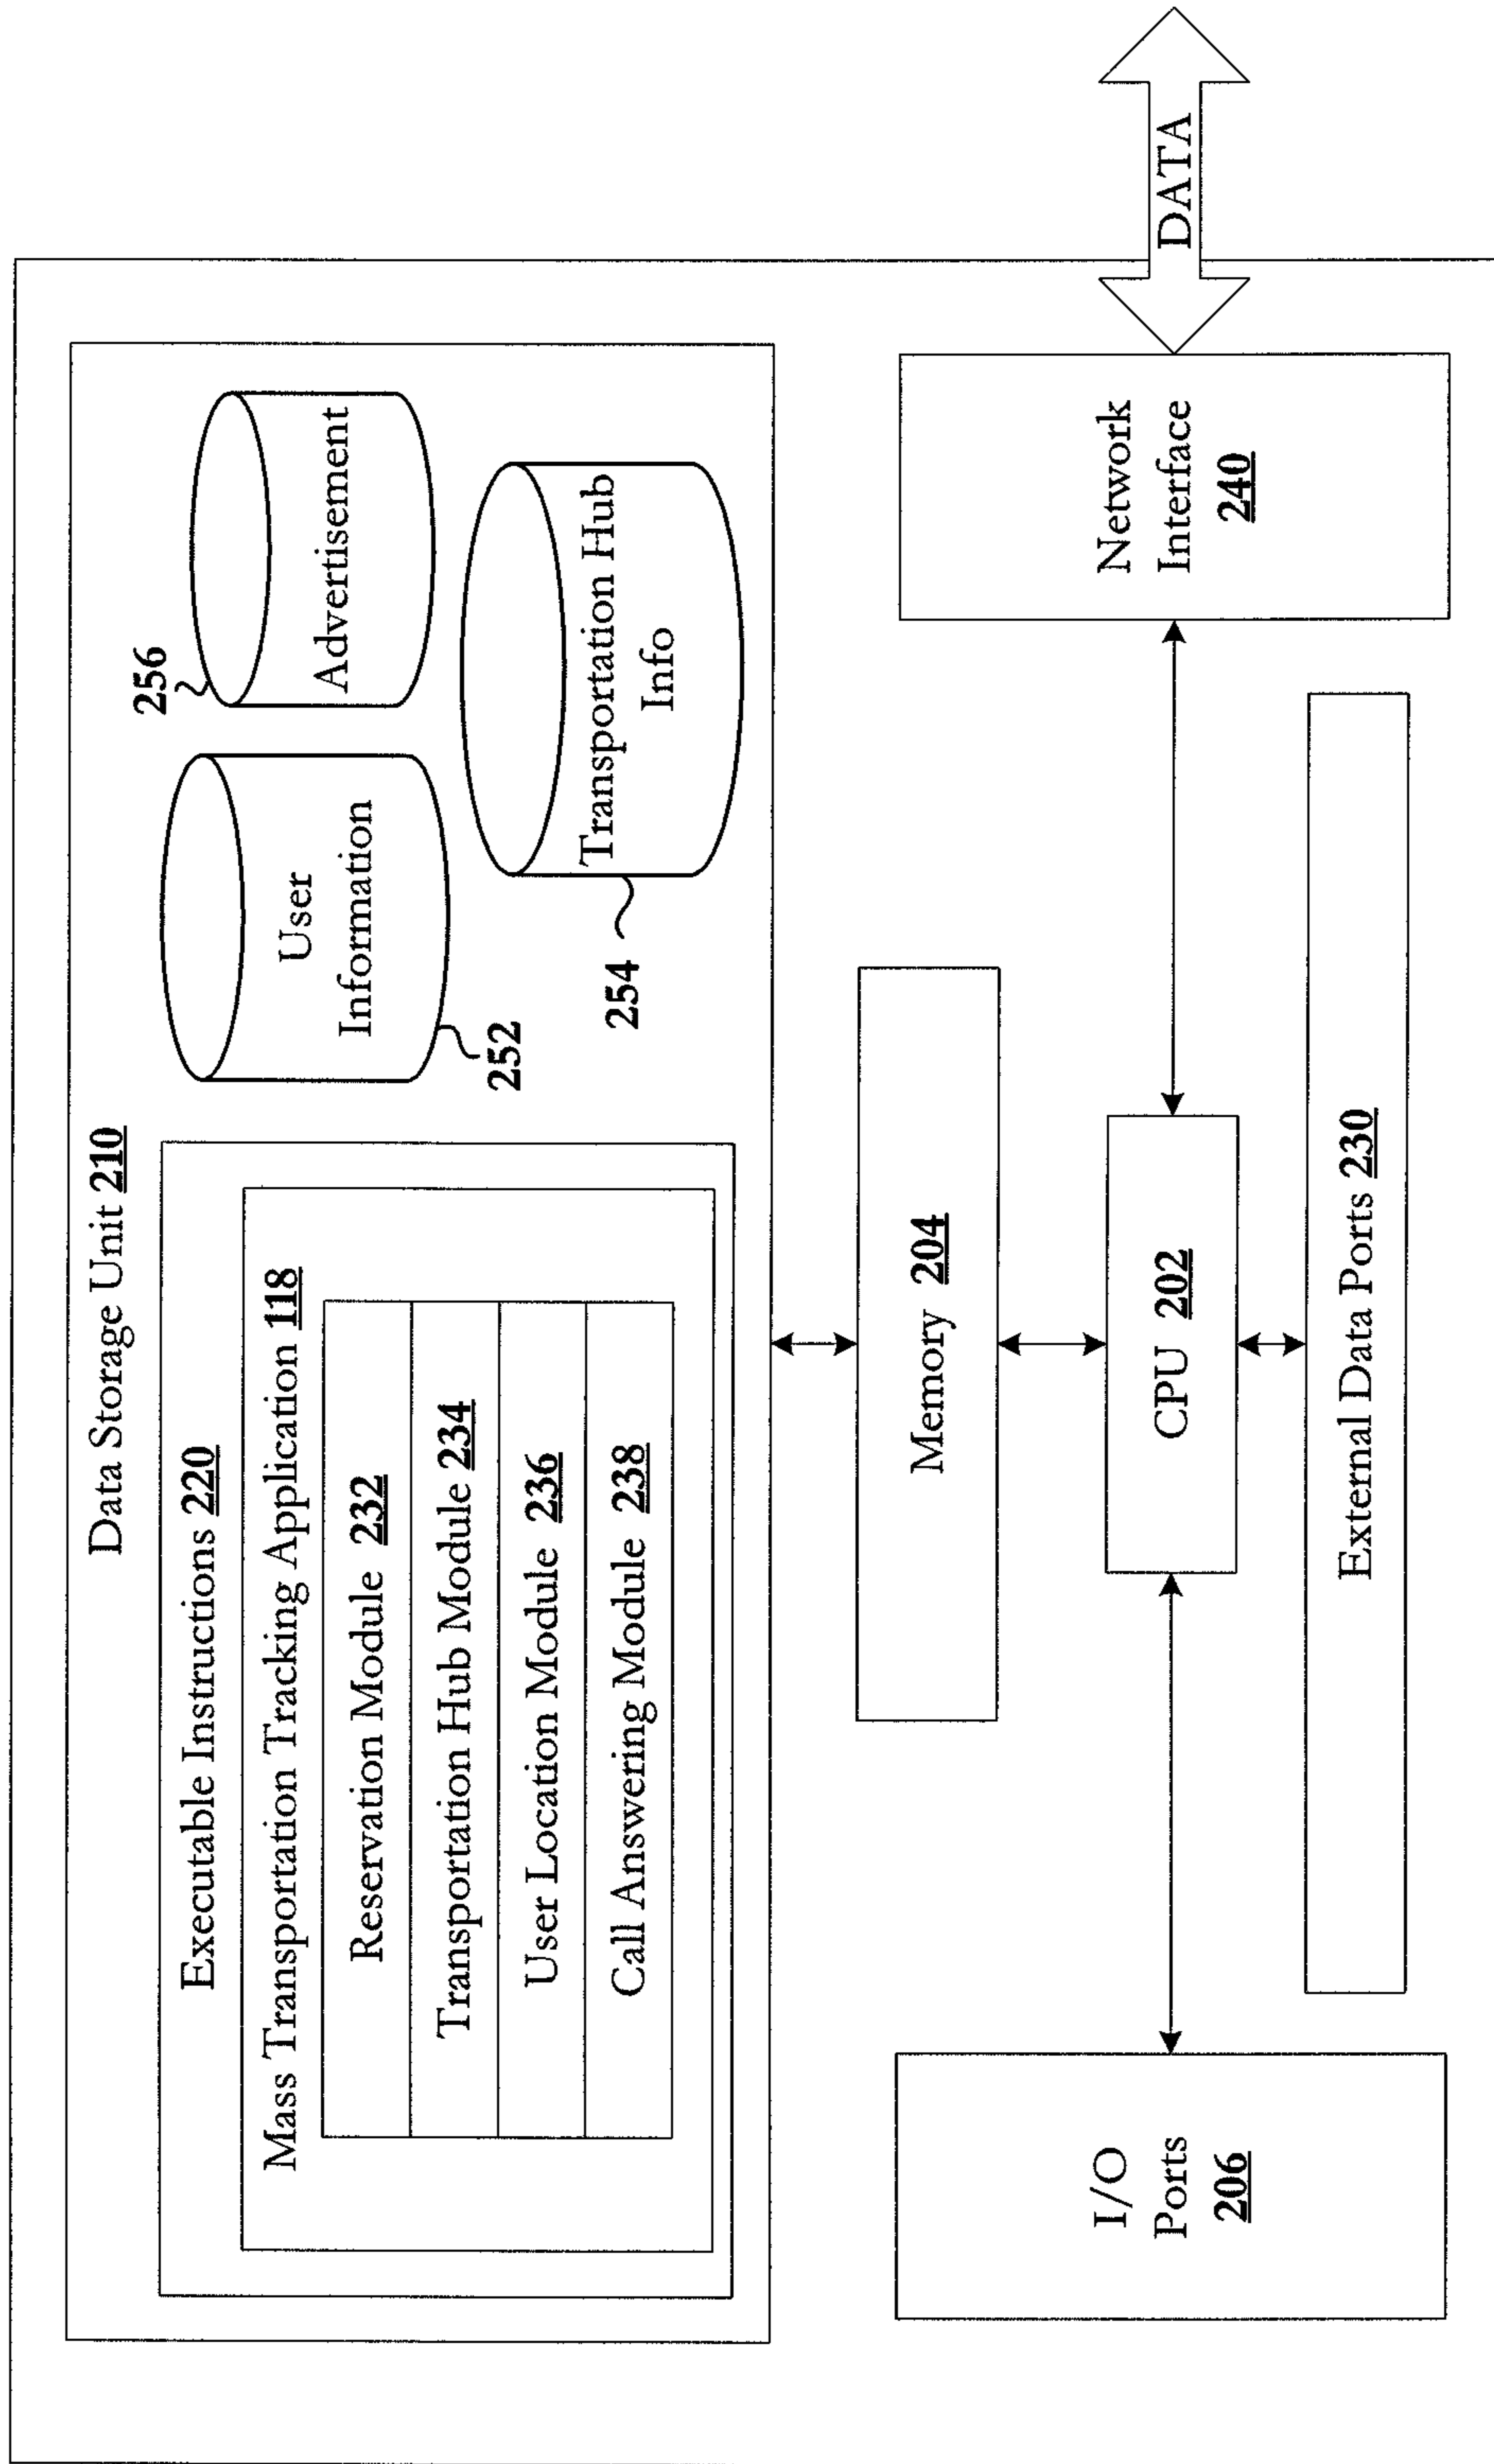 Data Storage Unit 210
Executable Instructions 220
Mass Transportation Tracking Application 118
Reservation Module 232
Transportation Hub Module 234
User Location Module 236
Call Answering Module 238
User
Information
252
256
Advertisement
Transportation Hub
Info
254
Memory 204
I/O
Ports
206
CPU 202
Network
Interface
240
DATA
External Data Ports 230